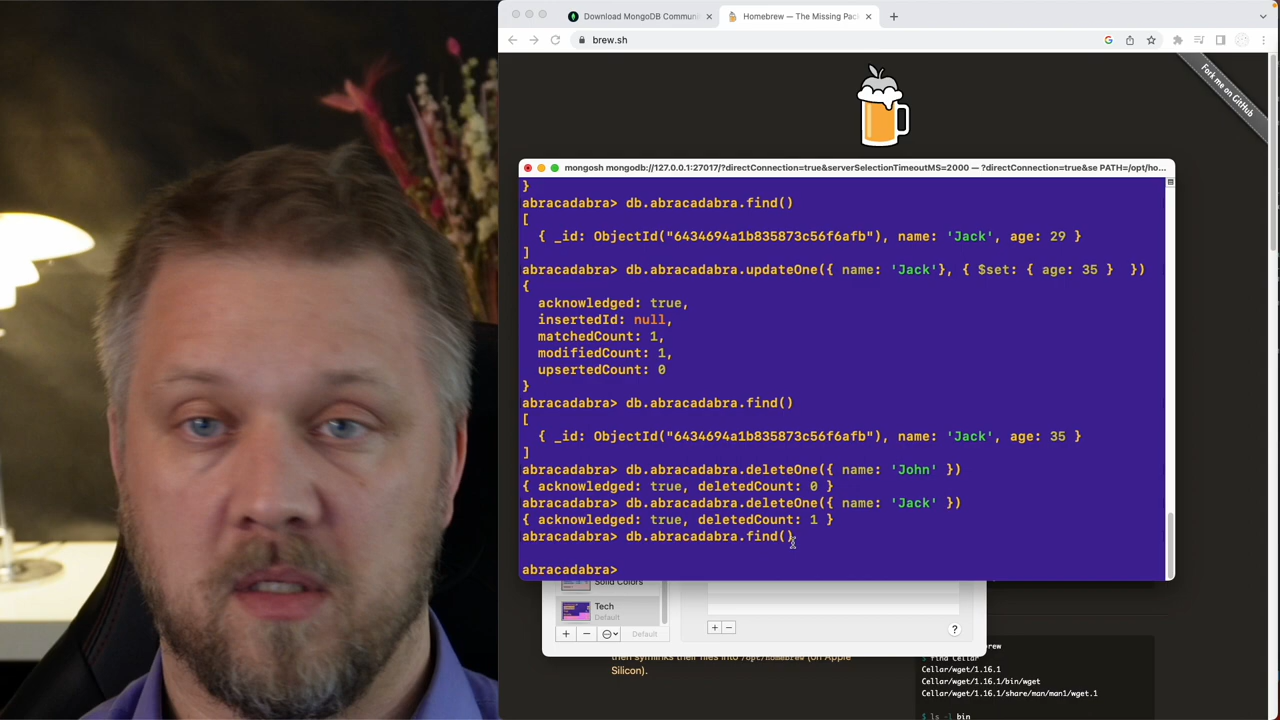 Download MongoDB Commun
Homebrew — The Missing Pac
brew.sh
Fork me on GitHub
mongosh mongodb://127.0.0.1:27017/?directConnection=true&serverSelectionTimeoutMS=2000 — ?directConnection=true&se PATH=/opt/ho...
}
abracadabra> db.abracadabra.find()
[
{ _id: ObjectId("6434694a1b835873c56f6afb"), name: 'Jack', age: 29 }
]
abracadabra> db.abracadabra.updateOne({ name: 'Jack'}, { $set: { age: 35 }  })
{
acknowledged: true,
insertedId: null,
matchedCount: 1,
modifiedCount: 1,
upsertedCount: 0
}
abracadabra> db.abracadabra.find()
[
{ _id: ObjectId("6434694a1b835873c56f6afb"), name: 'Jack', age: 35 }
]
abracadabra> db.abracadabra.deleteOne({ name: 'John' })
{ acknowledged: true, deletedCount: 0 }
abracadabra> db.abracadabra.deleteOne({ name: 'Jack' })
{ acknowledged: true, deletedCount: 1 }
abracadabra> db.abracadabra.find()
abracadabra>
Solid Colors
Tech
Default
+ − Default
+ −
?
then symlinks their files into /opt/homebrew (on Apple
Silicon).
brew
$ find Cellar
Cellar/wget/1.16.1
Cellar/wget/1.16.1/bin/wget
Cellar/wget/1.16.1/share/man/man1/wget.1
$ ls -l bin